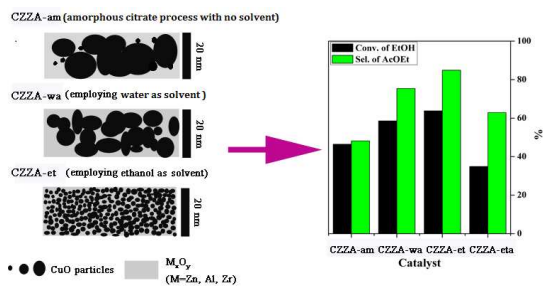 CZZA-am (amorphous citrate process with no solvent)
20 nm
CZZA-wa (employing water as solvent )
20 nm
CZZA-et (employing ethanol as solvent)
20 nm
CuO particles
MxOy
(M=Zn, Al, Zr)
Conv. of EtOH
Sel. of AcOEt
100
80
60
40
20
0
%
CZZA-am CZZA-wa CZZA-et CZZA-eta
Catalyst